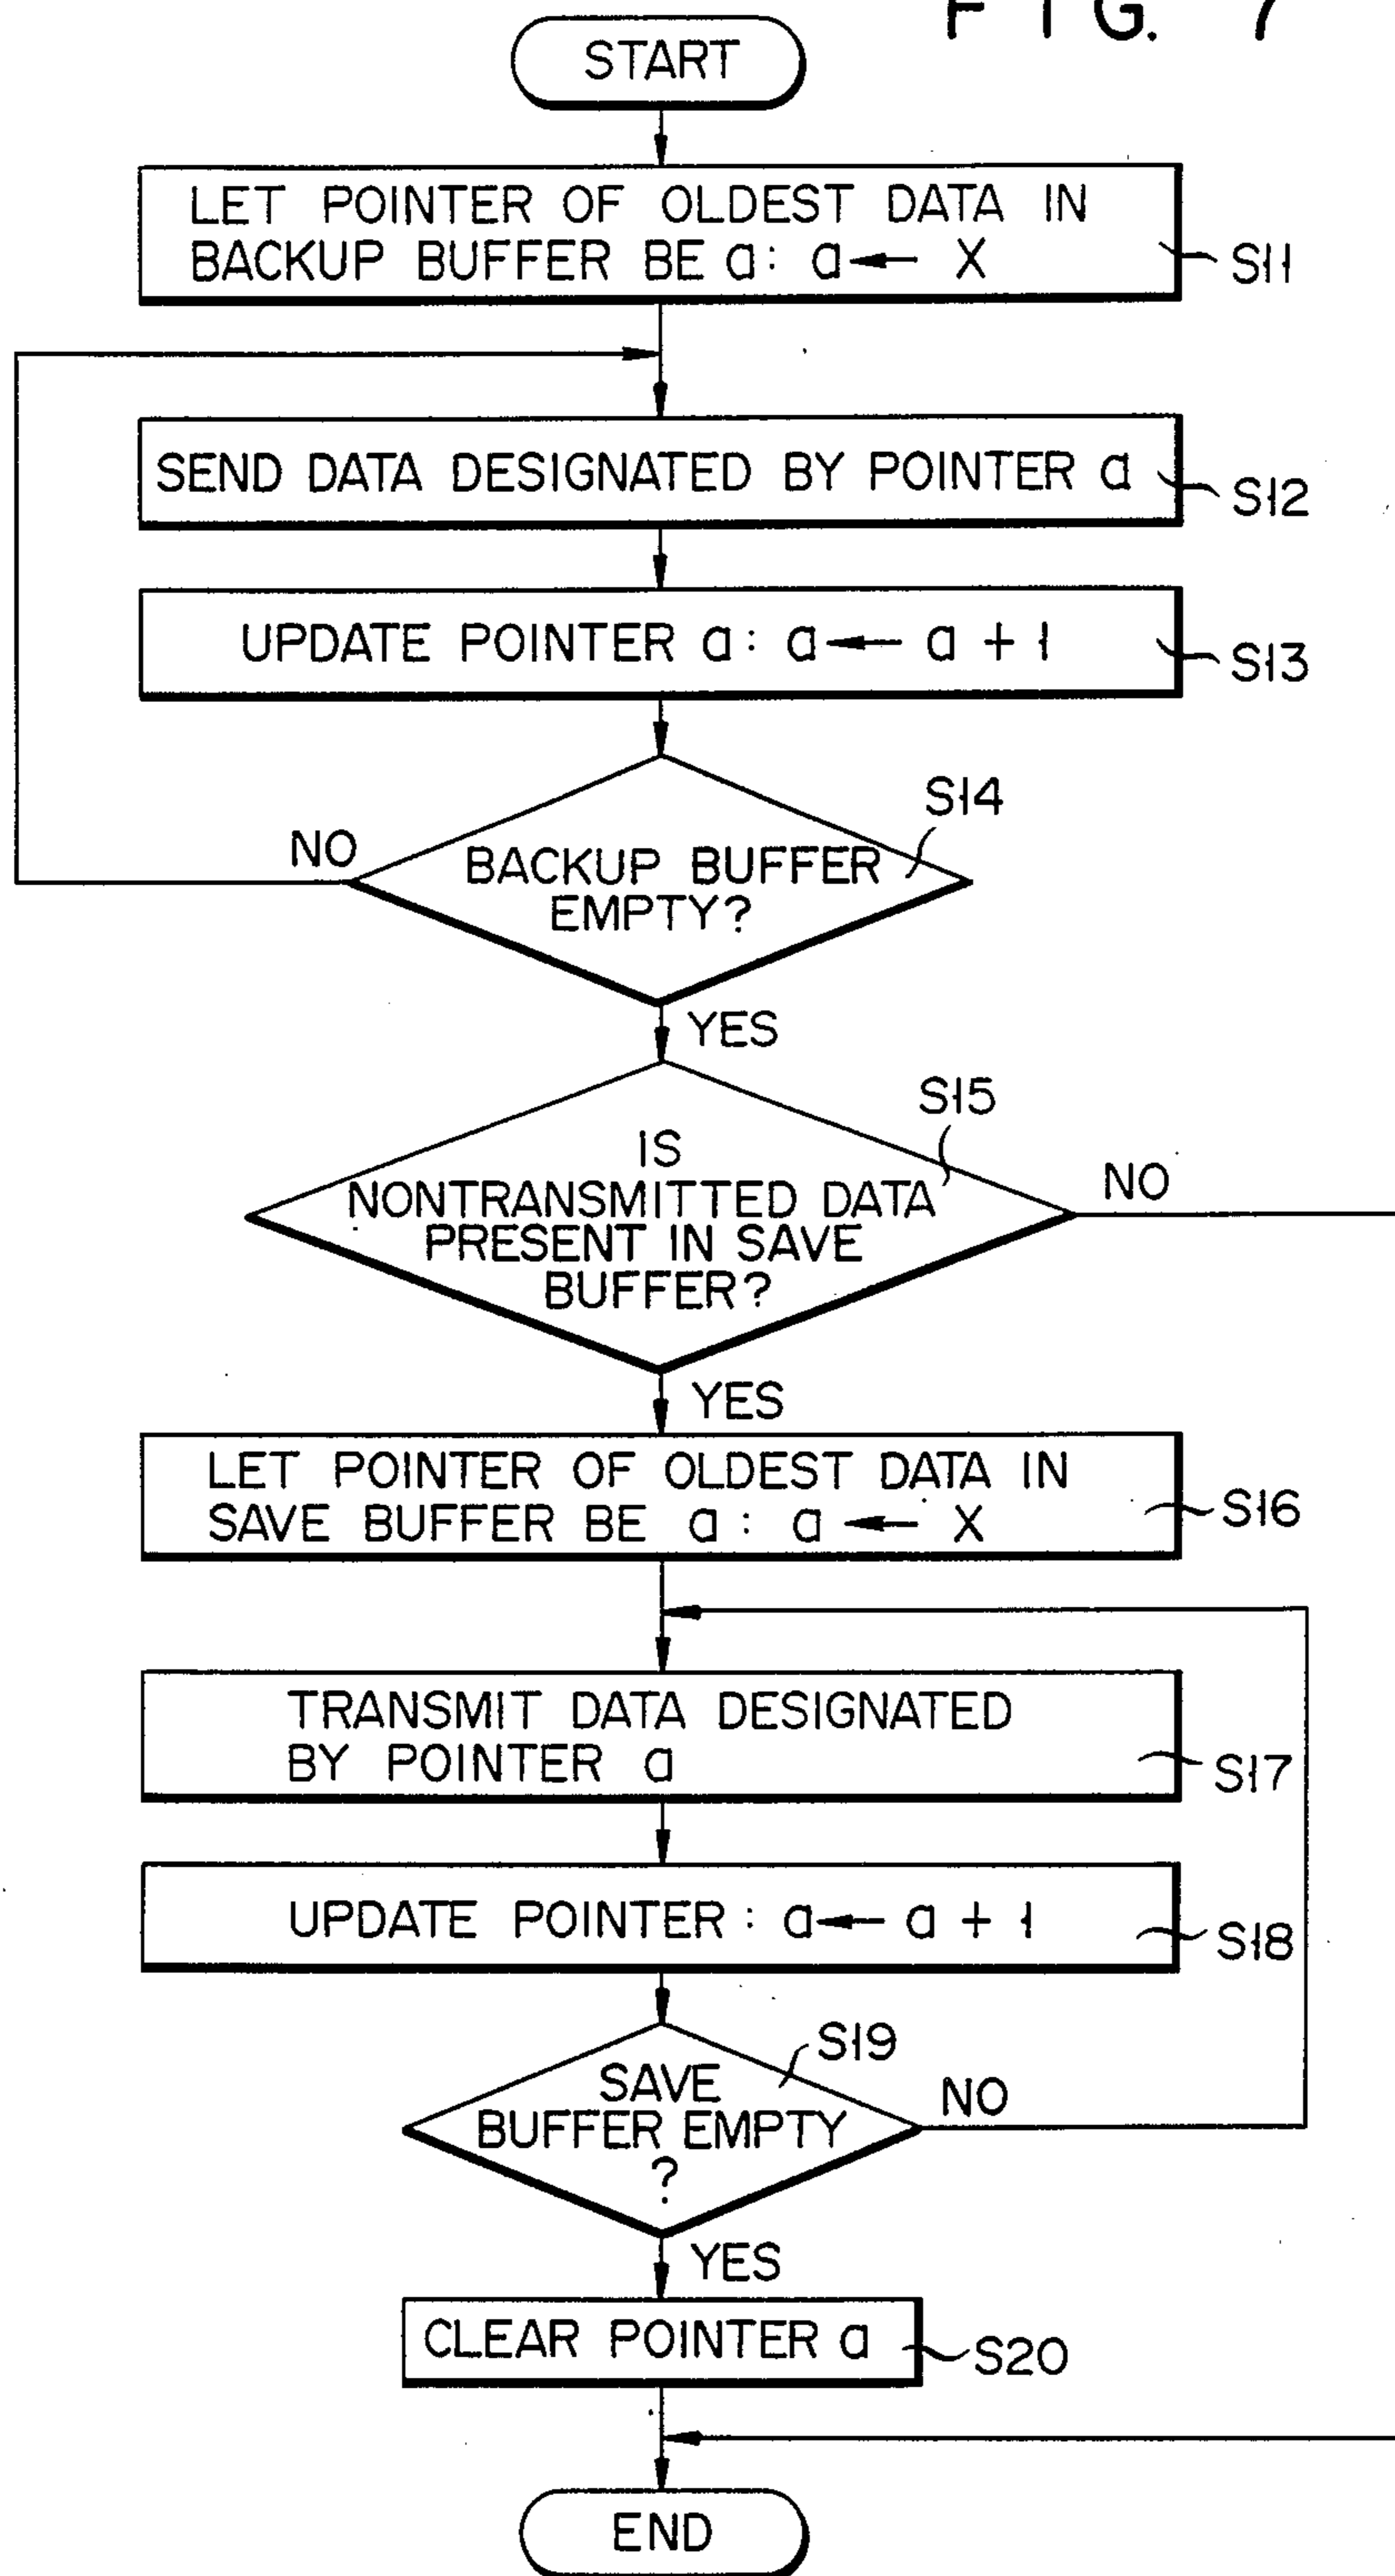 FIG. 7
START
LET POINTER OF OLDEST DATA IN
BACKUP BUFFER BE a: a ← X
S11
SEND DATA DESIGNATED BY POINTER a
S12
UPDATE POINTER a: a ← a + 1
S13
S14
NO
BACKUP BUFFER
EMPTY?
YES
S15
IS
NONTRANSMITTED DATA
PRESENT IN SAVE
BUFFER?
NO
YES
LET POINTER OF OLDEST DATA IN
SAVE BUFFER BE a: a ← X
S16
TRANSMIT DATA DESIGNATED
BY POINTER a
S17
UPDATE POINTER: a ← a + 1
S18
S19
SAVE
BUFFER EMPTY
?
NO
YES
CLEAR POINTER a
S20
END